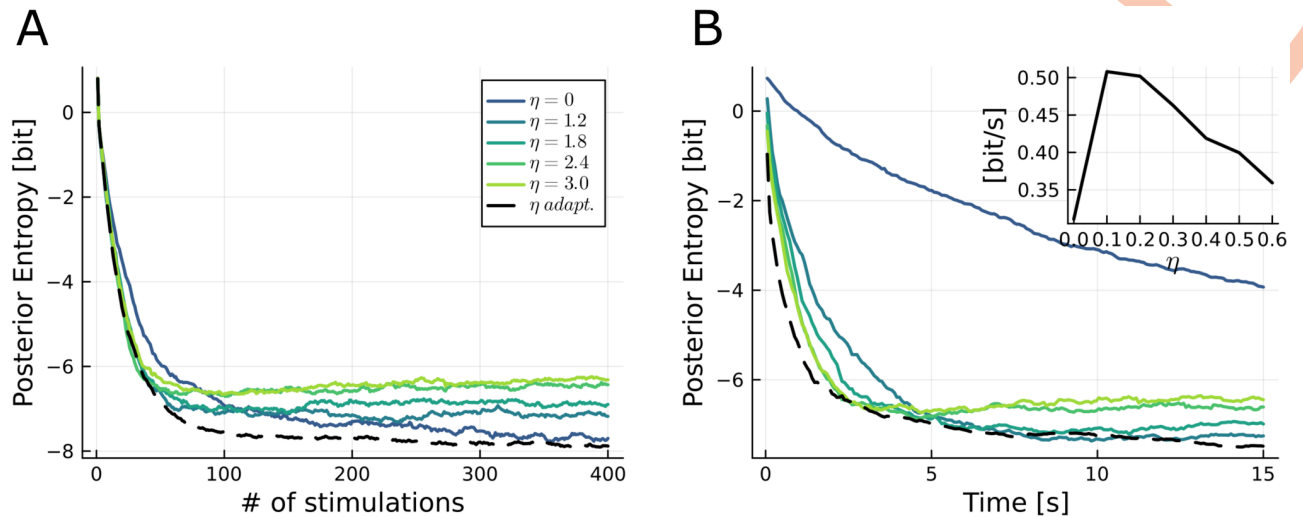 A
Posterior Entropy [bit]
0
−2
−4
−6
−8
0
100
200
300
400
# of stimulations
η = 0
η = 1.2
η = 1.8
η = 2.4
η = 3.0
η adapt.
B
Posterior Entropy [bit]
0
−2
−4
−6
0
5
10
15
Time [s]
[bit/s]
0.50
0.45
0.40
0.35
0.0 0.1 0.2 0.3 0.4 0.5 0.6
η